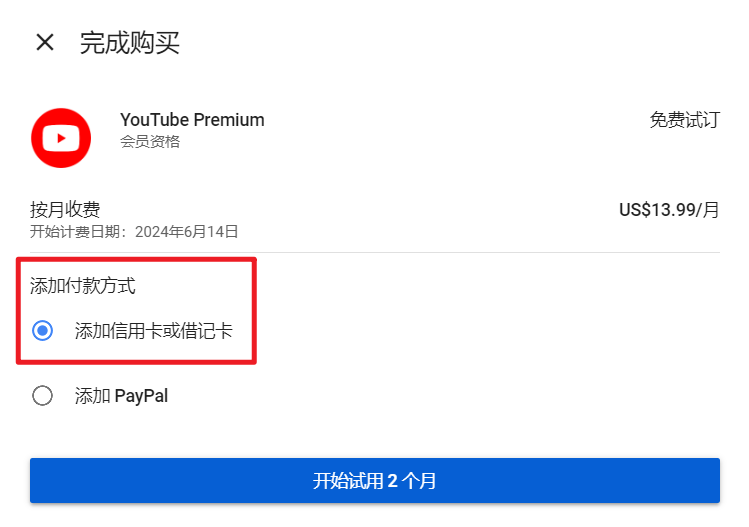 完成购买
YouTube Premium
免费试订
会员资格
按月收费
US$13.99/月
开始计费日期：2024年6月14日
添加付款方式
添加信用卡或借记卡
添加 PayPal
开始试用 2 个月